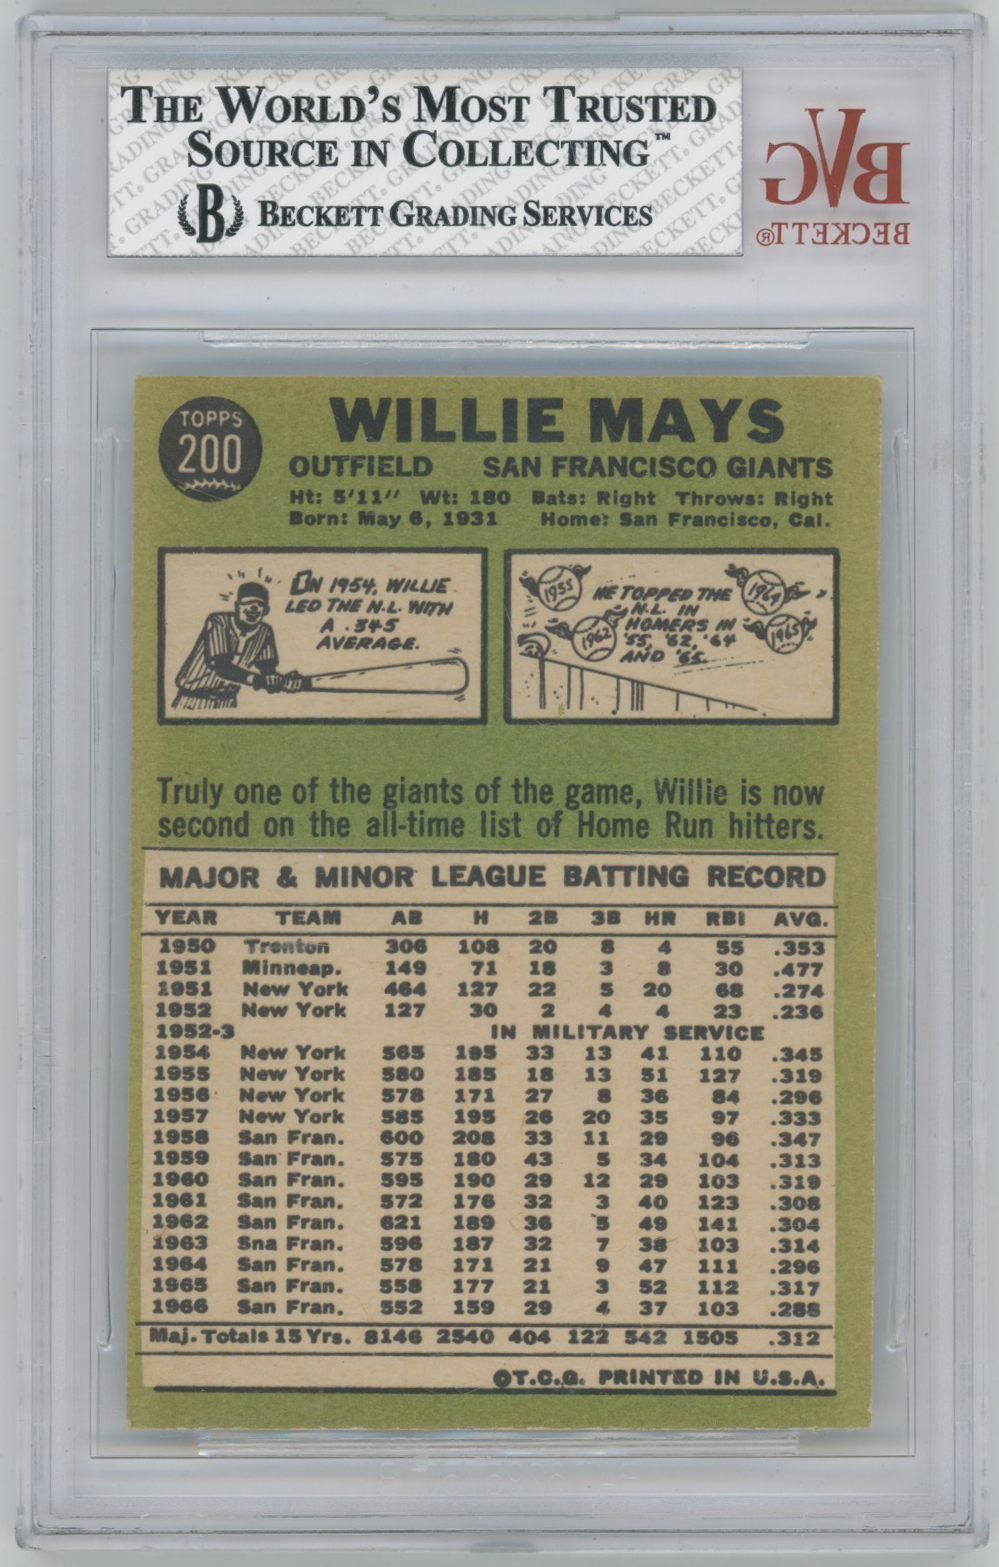 THE WORLD'S MOST TRUSTED
SOURCE IN COLLECTING™
B BECKETT GRADING SERVICES
BVG
BECKETT®
TOPPS
200
WILLIE MAYS
OUTFIELD SAN FRANCISCO GIANTS
Ht: 5'11" Wt: 180 Bats: Right Throws: Right
Born: May 6, 1931 Home: San Francisco, Cal.
IN 1954, WILLIE
LED THE N.L. WITH
A .345
AVERAGE.
1955
1962
1964
1965
HE TOPPED THE
N.L. IN
HOMERS IN
'55, '62, '64
AND '65.
Truly one of the giants of the game, Willie is now
second on the all-time list of Home Run hitters.
MAJOR & MINOR LEAGUE BATTING RECORD
YEAR TEAM AB H 2B 3B HR RBI AVG.
1950 Trenton 306 108 20 8 4 55 .353
1951 Minneap. 149 71 18 3 8 30 .477
1951 New York 464 127 22 5 20 68 .274
1952 New York 127 30 2 4 4 23 .236
1952-3 IN MILITARY SERVICE
1954 New York 565 195 33 13 41 110 .345
1955 New York 580 185 18 13 51 127 .319
1956 New York 578 171 27 8 36 84 .296
1957 New York 585 195 26 20 35 97 .333
1958 San Fran. 600 208 33 11 29 96 .347
1959 San Fran. 575 180 43 5 34 104 .313
1960 San Fran. 595 190 29 12 29 103 .319
1961 San Fran. 572 176 32 3 40 123 .308
1962 San Fran. 621 189 36 5 49 141 .304
1963 Sna Fran. 596 187 32 7 38 103 .314
1964 San Fran. 578 171 21 9 47 111 .296
1965 San Fran. 558 177 21 3 52 112 .317
1966 San Fran. 552 159 29 4 37 103 .288
Maj. Totals 15 Yrs. 8146 2540 404 122 542 1505 .312
©T.C.G. PRINTED IN U.S.A.